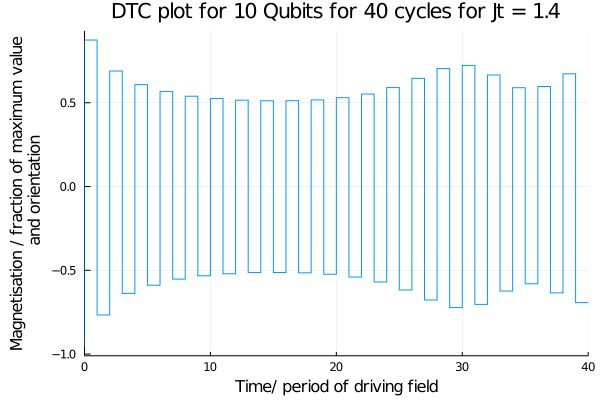 DTC plot for 10 Qubits for 40 cycles for Jt = 1.4
Magnetisation / fraction of maximum value
and orientation
0.5
0.0
−0.5
−1.0
0
10
20
30
40
Time/ period of driving field